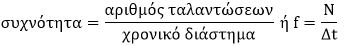 συχνότητα = αριθμός ταλαντώσεων / χρονικό διάστημα ή f = N / Δt